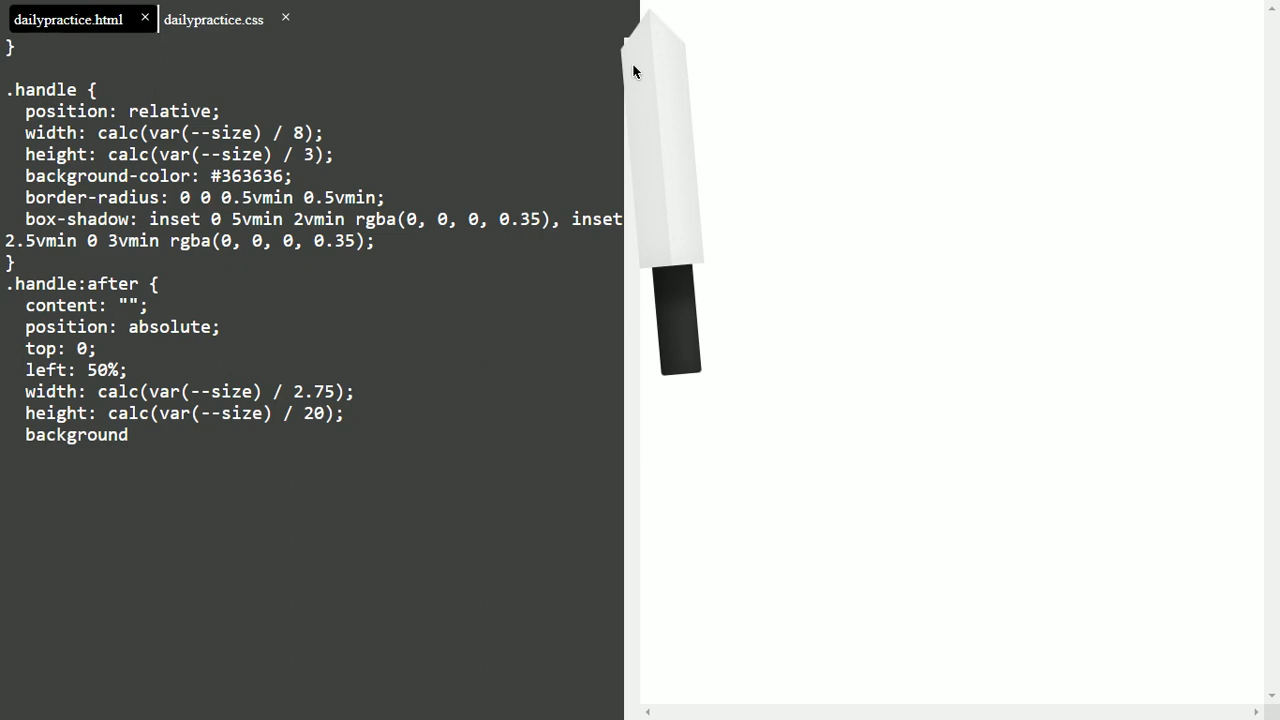 dailypractice.html × dailypractice.css ×
}
.handle {
position: relative;
width: calc(var(--size) / 8);
height: calc(var(--size) / 3);
background-color: #363636;
border-radius: 0 0 0.5vmin 0.5vmin;
box-shadow: inset 0 5vmin 2vmin rgba(0, 0, 0, 0.35), inset
2.5vmin 0 3vmin rgba(0, 0, 0, 0.35);
}
.handle:after {
content: "";
position: absolute;
top: 0;
left: 50%;
width: calc(var(--size) / 2.75);
height: calc(var(--size) / 20);
background